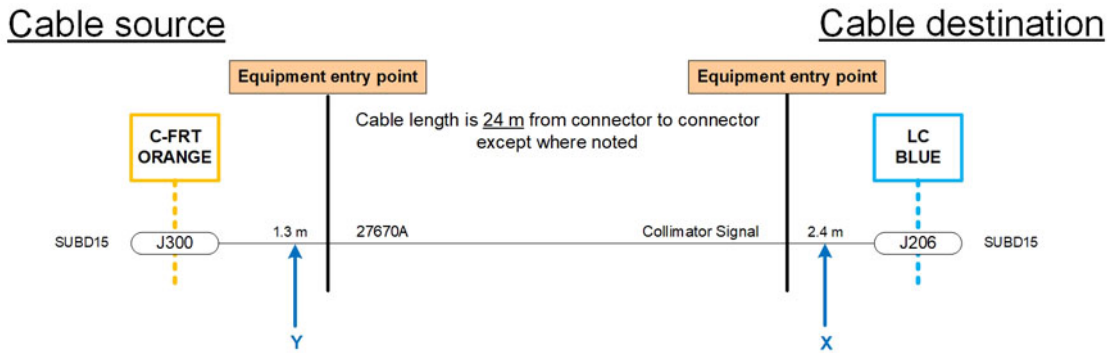 Cable source
Cable destination
Equipment entry point
Equipment entry point
C-FRT
ORANGE
Cable length is 24 m from connector to connector
except where noted
LC
BLUE
SUBD15
J300
1.3 m
27670A
Collimator Signal
2.4 m
J206
SUBD15
Y
X